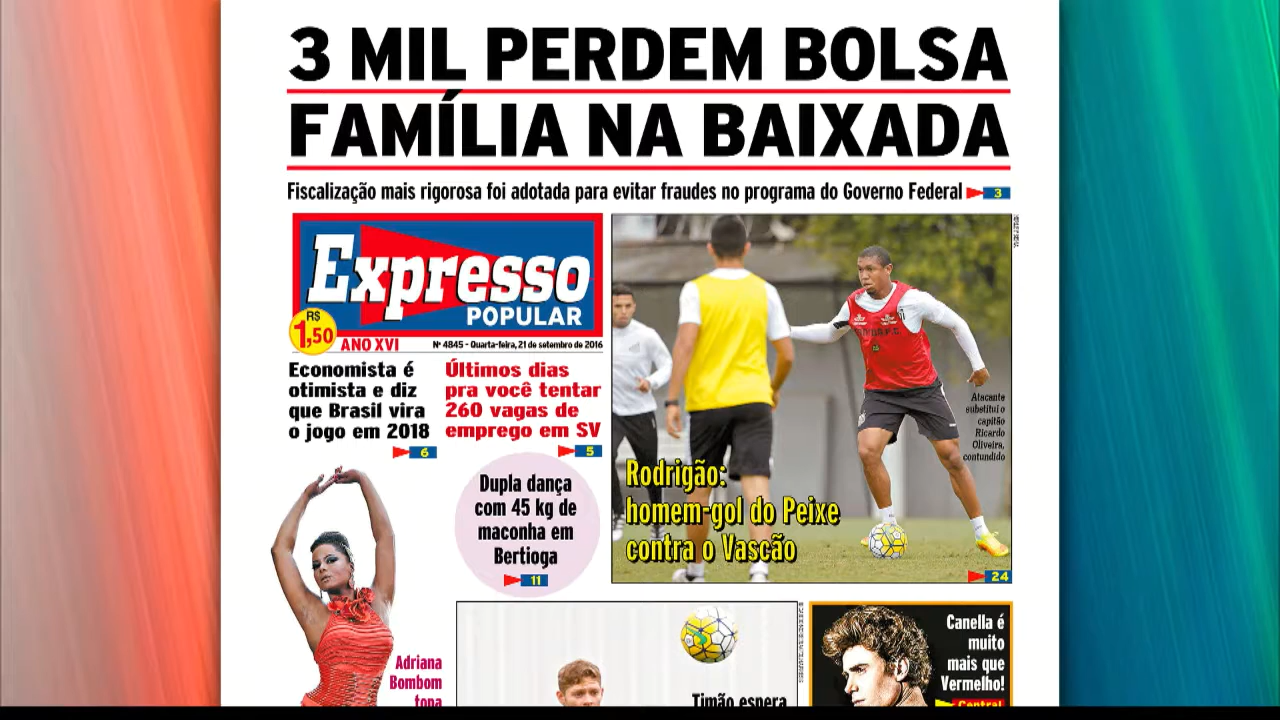 3 MIL PERDEM BOLSA
FAMÍLIA NA BAIXADA
Fiscalização mais rigorosa foi adotada para evitar fraudes no programa do Governo Federal 3
Expresso
POPULAR
R$
1,50
ANO XVI
Nº 4845 - Quarta-feira, 21 de setembro de 2016
Economista é
otimista e diz
que Brasil vira
o jogo em 2018
6
Últimos dias
pra você tentar
260 vagas de
emprego em SV
5
Dupla dança
com 45 kg de
maconha em
Bertioga
11
Atacante
substitui o
capitão
Ricardo
Oliveira,
contundido
Rodrigão:
homem-gol do Peixe
contra o Vascão
24
Adriana
Bombom
topa
Timão espera
Canella é
muito
mais que
Vermelho!
Central